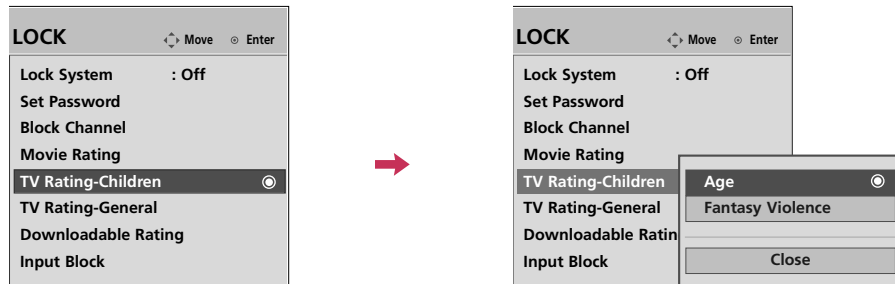 LOCK Move Enter
Lock System : Off
Set Password
Block Channel
Movie Rating
TV Rating-Children
TV Rating-General
Downloadable Rating
Input Block
LOCK Move Enter
Lock System : Off
Set Password
Block Channel
Movie Rating
TV Rating-Children
TV Rating-General
Downloadable Ratin
Input Block
Age
Fantasy Violence
Close